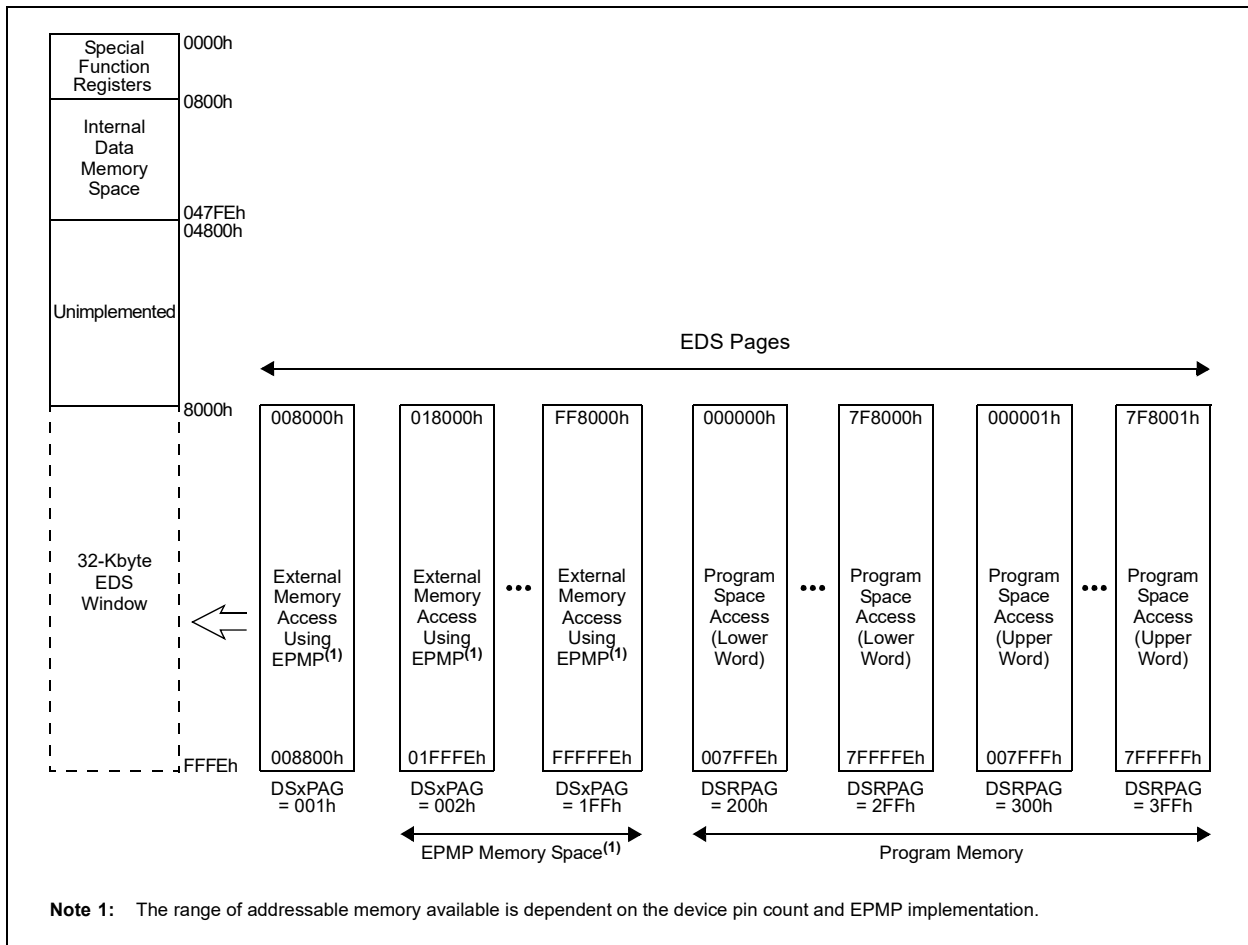 Special
Function
Registers
0000h
0800h
Internal
Data
Memory
Space
047FEh
04800h
Unimplemented
8000h
32-Kbyte
EDS
Window
FFFEh
EDS Pages
008000h
External
Memory
Access
Using
EPMP(1)
008800h
DSxPAG
= 001h
018000h
External
Memory
Access
Using
EPMP(1)
01FFFEh
DSxPAG
= 002h
...
FF8000h
External
Memory
Access
Using
EPMP(1)
FFFFFEh
DSxPAG
= 1FFh
EPMP Memory Space(1)
000000h
Program
Space
Access
(Lower
Word)
007FFEh
DSRPAG
= 200h
...
7F8000h
Program
Space
Access
(Lower
Word)
7FFFFEh
DSRPAG
= 2FFh
000001h
Program
Space
Access
(Upper
Word)
007FFFh
DSRPAG
= 300h
...
7F8001h
Program
Space
Access
(Upper
Word)
7FFFFFh
DSRPAG
= 3FFh
Program Memory
Note 1: The range of addressable memory available is dependent on the device pin count and EPMP implementation.